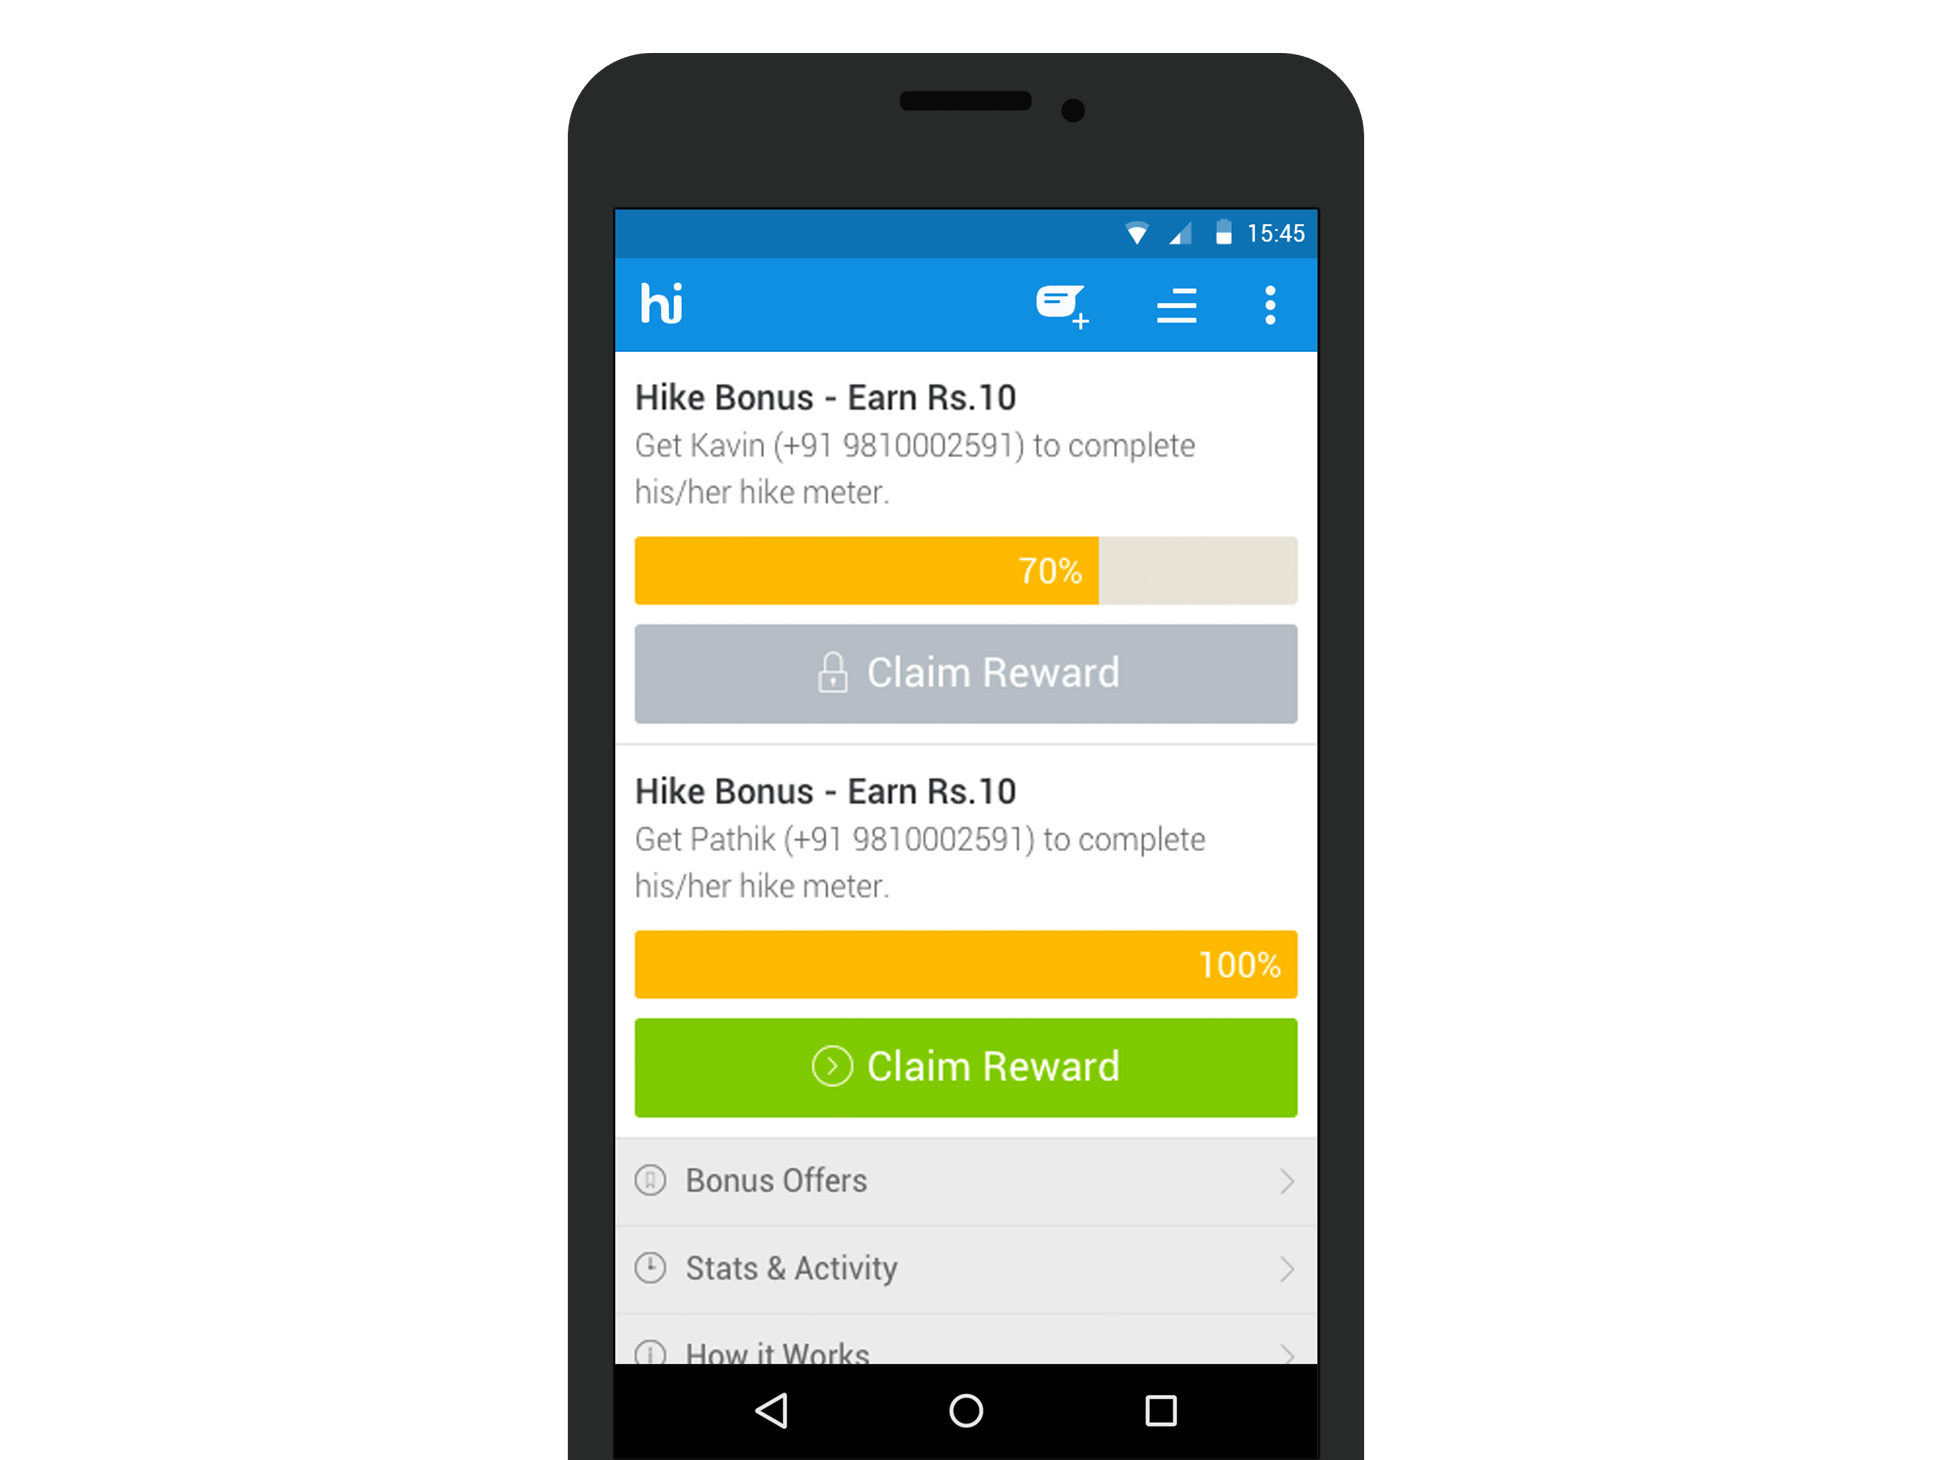 15:45
hi
Hike Bonus - Earn Rs.10
Get Kavin (+91 9810002591) to complete
his/her hike meter.
70%
Claim Reward
Hike Bonus - Earn Rs.10
Get Pathik (+91 9810002591) to complete
his/her hike meter.
100%
Claim Reward
Bonus Offers
Stats & Activity
How it Works